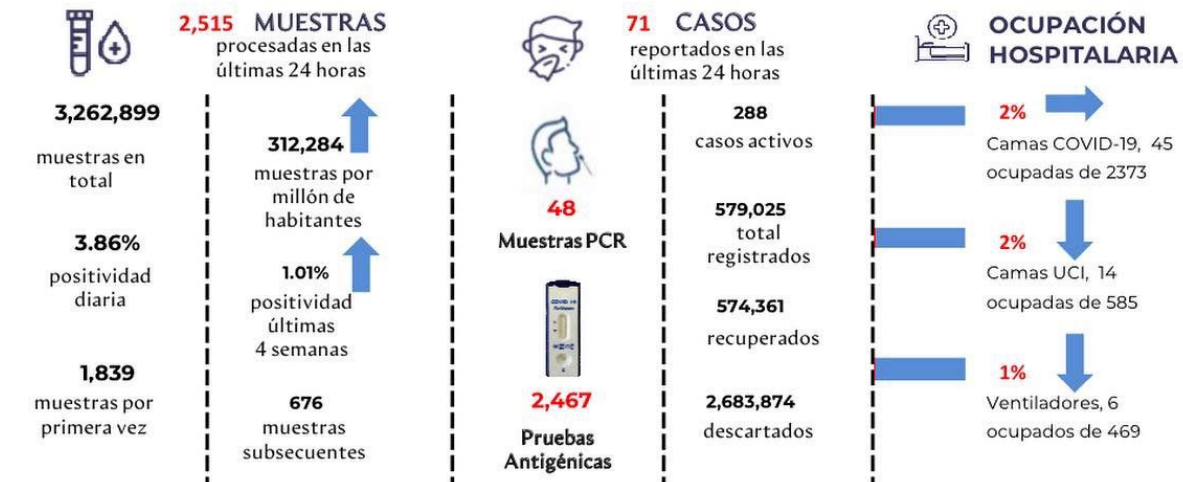 2,515 MUESTRAS
procesadas en las
últimas 24 horas
3,262,899
muestras en
total
3.86%
positividad
diaria
1,839
muestras por
primera vez
312,284
muestras por
millón de
habitantes
1.01%
positividad
últimas
4 semanas
676
muestras
subsecuentes
71 CASOS
reportados en las
últimas 24 horas
48
Muestras PCR
2,467
Pruebas
Antigénicas
288
casos activos
579,025
total
registrados
574,361
recuperados
2,683,874
descartados
OCUPACIÓN
HOSPITALARIA
2%
Camas COVID-19, 45
ocupadas de 2373
2%
Camas UCI, 14
ocupadas de 585
1%
Ventiladores, 6
ocupados de 469